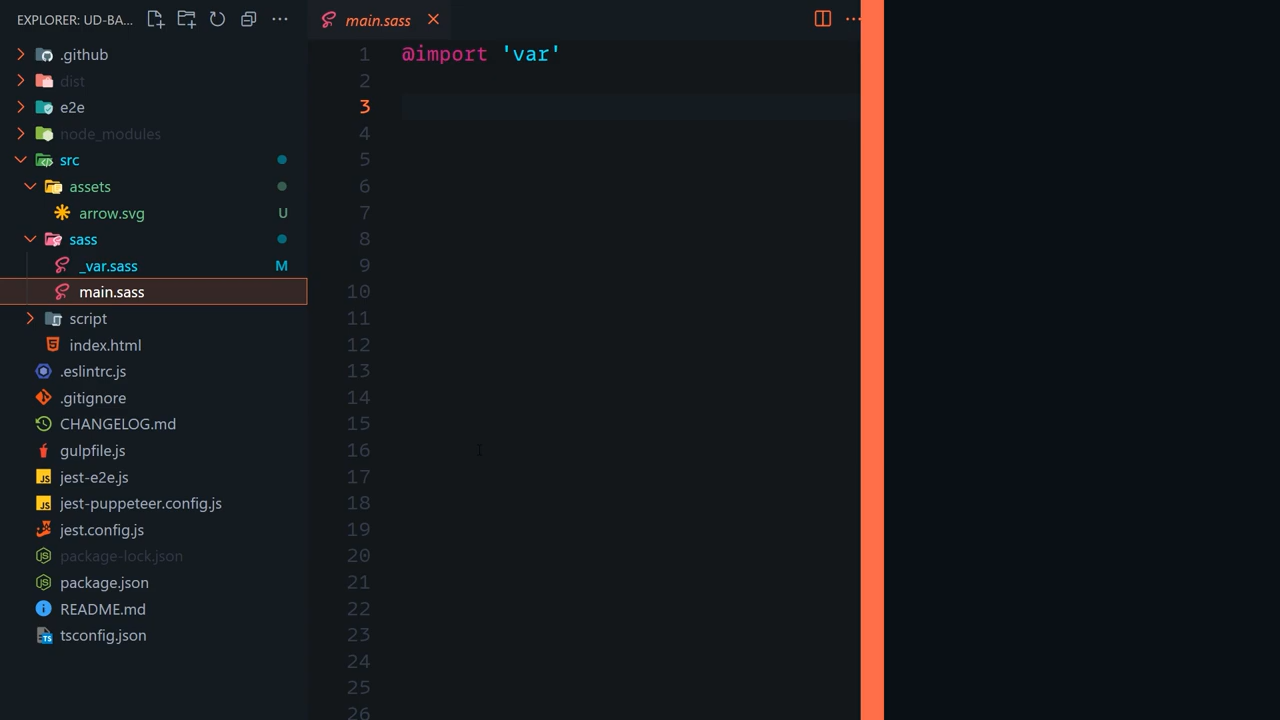 EXPLORER: UD-BA...
.github
dist
e2e
node_modules
src
assets
arrow.svg U
sass
_var.sass M
main.sass
script
index.html
.eslintrc.js
.gitignore
CHANGELOG.md
gulpfile.js
JS jest-e2e.js
JS jest-puppeteer.config.js
jest.config.js
package-lock.json
package.json
README.md
TS tsconfig.json
main.sass
1 @import 'var'
2
3
4
5
6
7
8
9
10
11
12
13
14
15
16
17
18
19
20
21
22
23
24
25
26